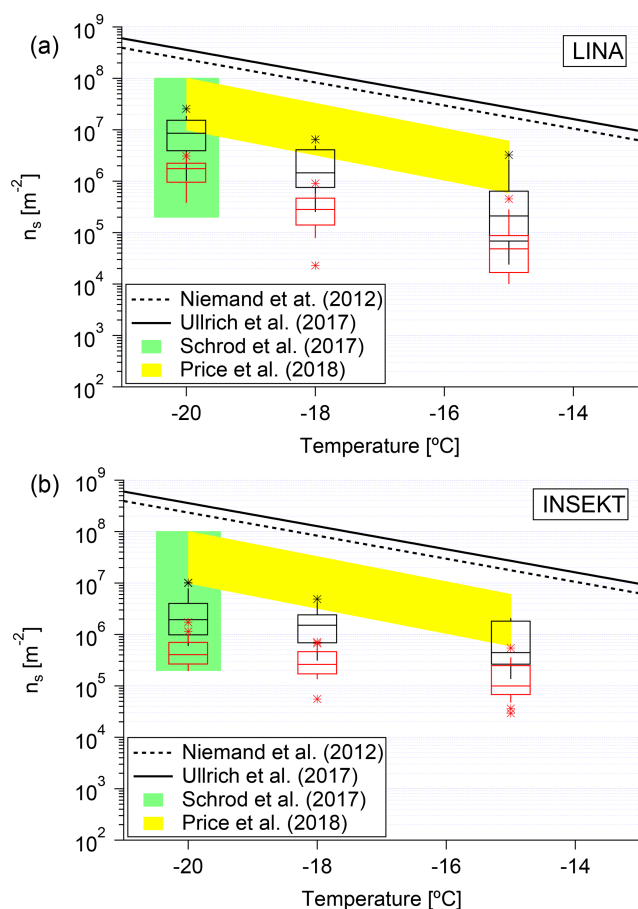 (a)
LINA
10^9
10^8
10^7
10^6
10^5
10^4
10^3
10^2
n_s [m^-2]
Niemand et at. (2012)
Ullrich et al. (2017)
Schrod et al. (2017)
Price et al. (2018)
-20 -18 -16 -14
Temperature [ºC]
(b)
INSEKT
10^9
10^8
10^7
10^6
10^5
10^4
10^3
10^2
n_s [m^-2]
Niemand et al. (2012)
Ullrich et al. (2017)
Schrod et al. (2017)
Price et al. (2018)
-20 -18 -16 -14
Temperature [ºC]